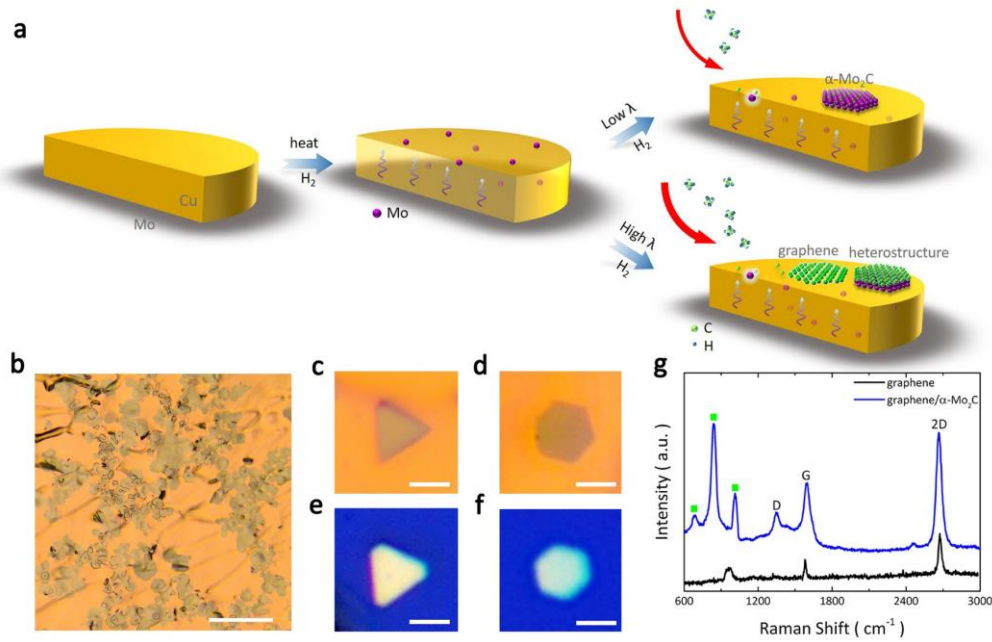 a
Cu
Mo
heat
H₂
Mo
Low λ
H₂
α-Mo₂C
High λ
H₂
graphene heterostructure
C
H
b
c
d
e
f
g
graphene
graphene/α-Mo₂C
2D
G
D
Intensity ( a.u. )
600 1200 1800 2400 3000
Raman Shift ( cm⁻¹ )